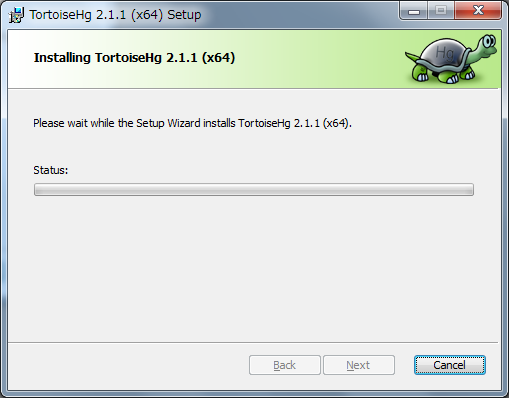 TortoiseHg 2.1.1 (x64) Setup
Installing TortoiseHg 2.1.1 (x64)
Hg
Please wait while the Setup Wizard installs TortoiseHg 2.1.1 (x64).
Status:
Back Next Cancel